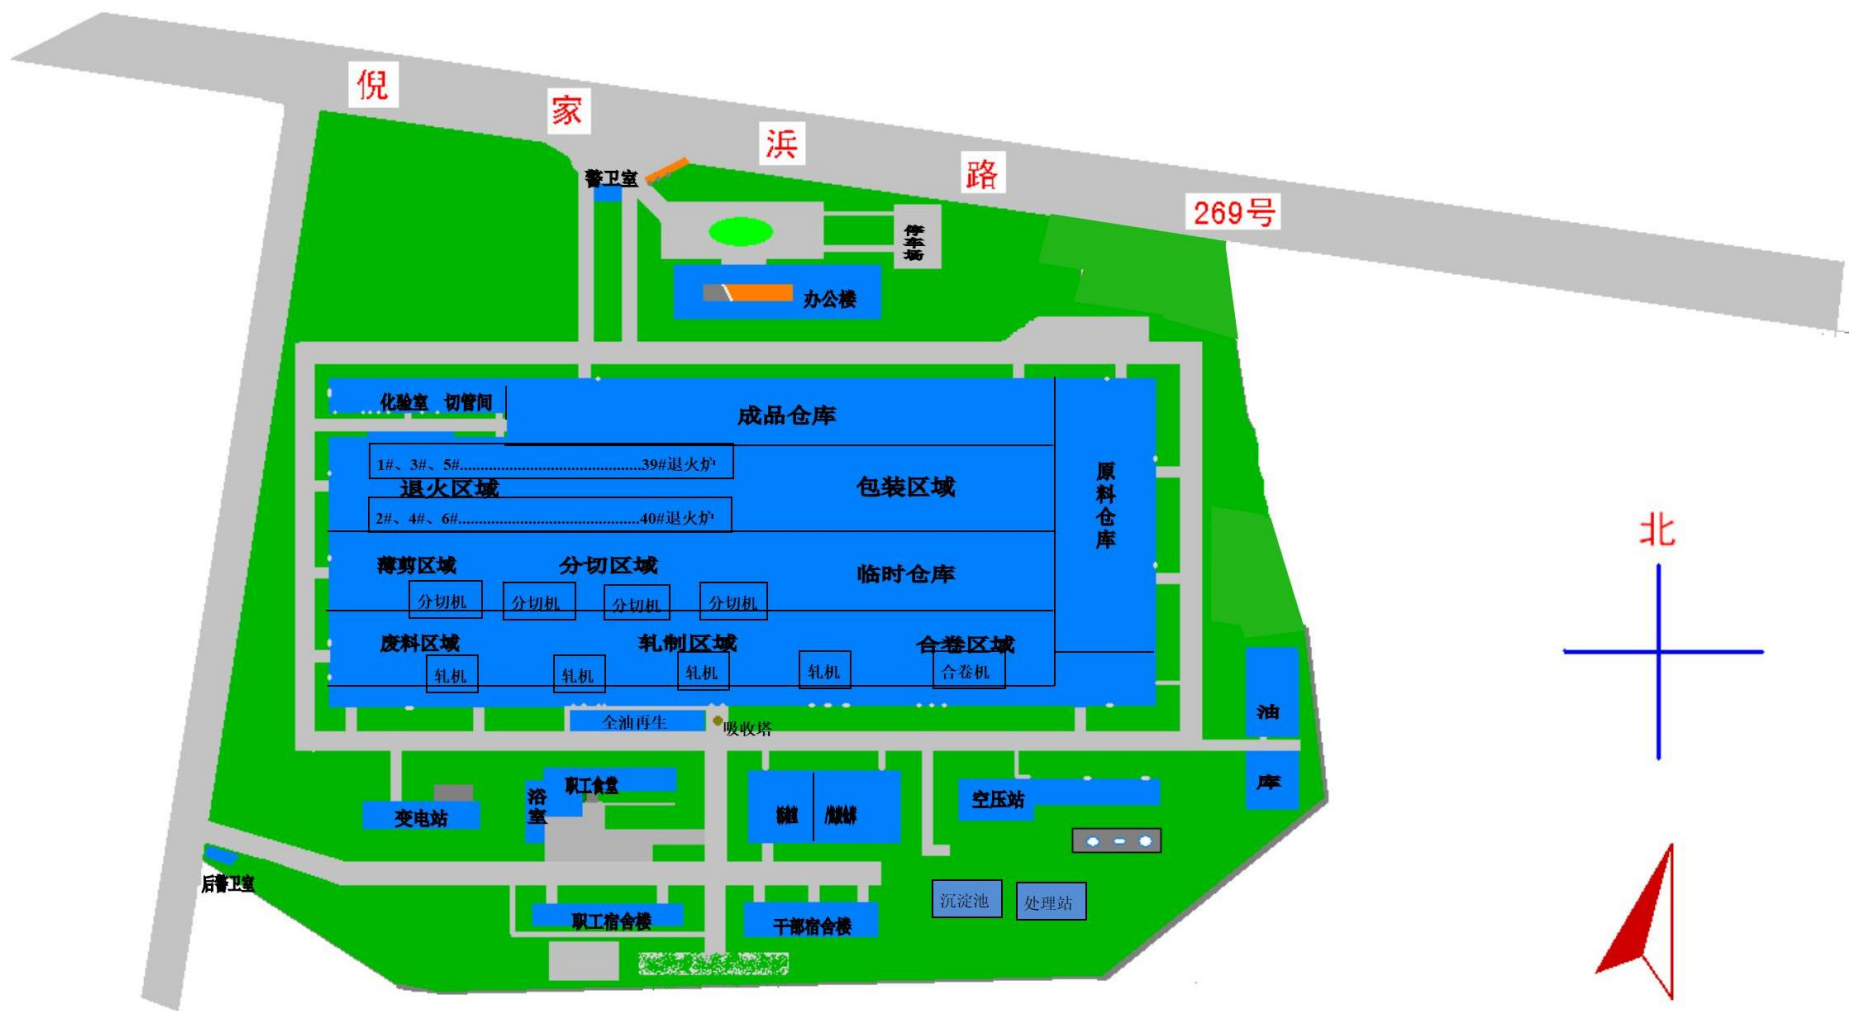 倪家浜路
269号
警卫室
停车场
办公楼
化验室 切管间
成品仓库
原料仓库
1#、3#、5#.............................................39#退火炉
退火区域
包装区域
2#、4#、6#.............................................40#退火炉
北
薄剪区域
分切区域
临时仓库
分切机
分切机
分切机
分切机
废料区域
轧制区域
合卷区域
轧机
轧机
轧机
轧机
合卷机
全油再生
吸收塔
油库
职工食堂
浴室
变电站
空压站
后警卫室
沉淀池
处理站
职工宿舍楼
干部宿舍楼